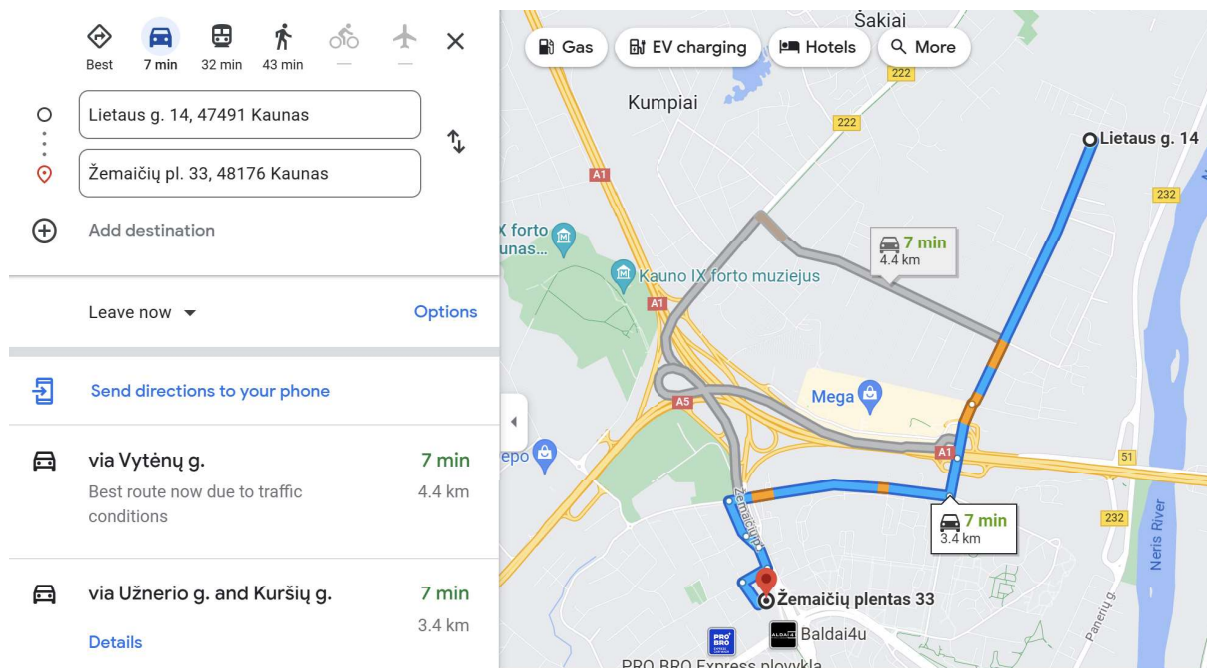 Best
7 min
32 min
43 min
—
—
Lietaus g. 14, 47491 Kaunas
Žemaičių pl. 33, 48176 Kaunas
Add destination
Leave now
Options
Send directions to your phone
via Vytėnų g.
7 min
Best route now due to traffic
conditions
4.4 km
via Užnerio g. and Kuršių g.
7 min
3.4 km
Details
Gas
EV charging
Hotels
More
Šakiai
222
Kumpiai
222
Lietaus g. 14
A1
232
X forto
unas...
7 min
4.4 km
Kauno IX forto muziejus
A1
Mega
A5
epo
A1
51
Žemaičių p
7 min
3.4 km
232
Neris River
Žemaičių plentas 33
Panerių g.
PRO
BRO
Baldai4u
PRO BRO Express plovykla